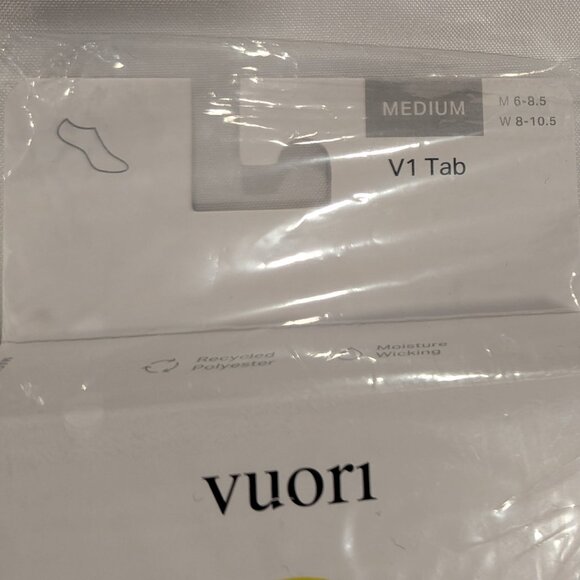 MEDIUM
M 6-8.5
W 8-10.5
V1 Tab
Recycled
Polyester
Moisture
Wicking
vuori